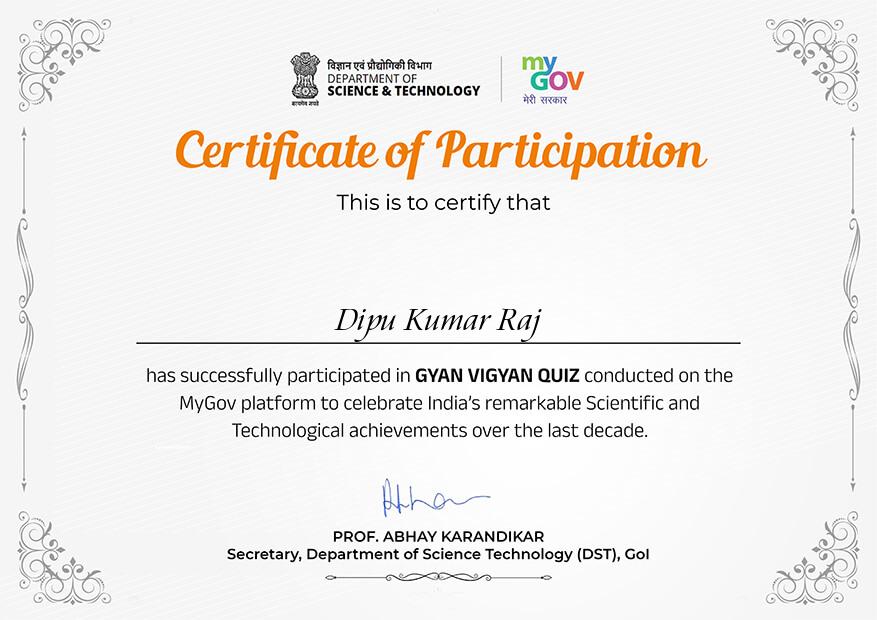 विज्ञान एवं प्रौद्योगिकी विभाग
DEPARTMENT OF
SCIENCE & TECHNOLOGY
सत्यमेव जयते
my
GOV
मेरी सरकार
Certificate of Participation
This is to certify that
Dipu Kumar Raj
has successfully participated in GYAN VIGYAN QUIZ conducted on the
MyGov platform to celebrate India's remarkable Scientific and
Technological achievements over the last decade.
PROF. ABHAY KARANDIKAR
Secretary, Department of Science Technology (DST), GoI